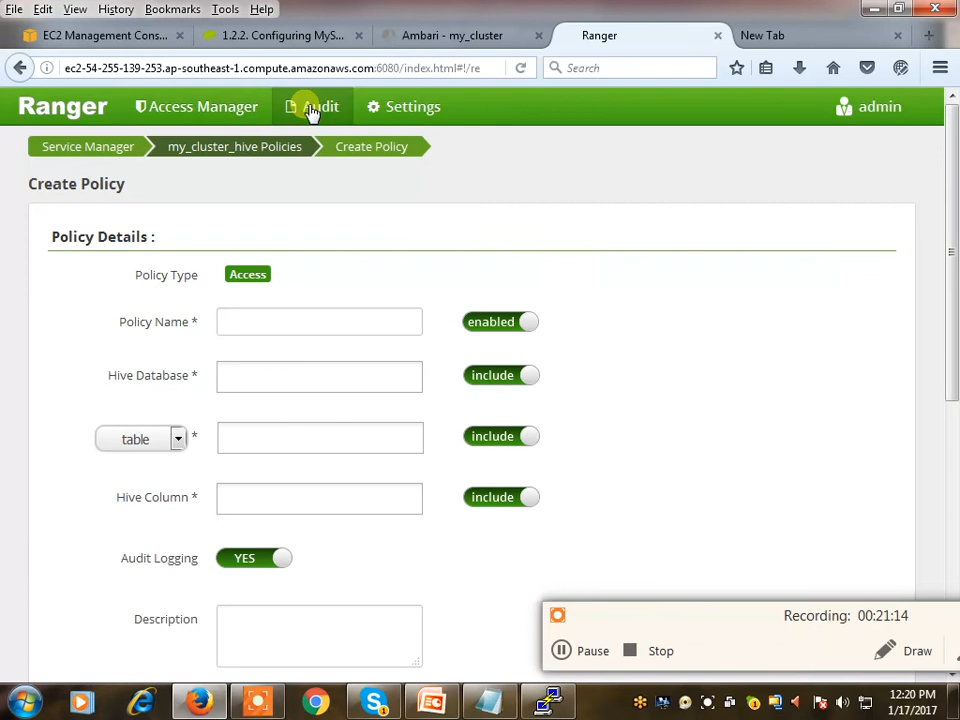 File Edit View History Bookmarks Tools Help
EC2 Management Cons... 1.2.2. Configuring MyS... Ambari - my_cluster Ranger New Tab
ec2-54-255-139-253.ap-southeast-1.compute.amazonaws.com:6080/index.html#!/re Search
Ranger Access Manager Audit Settings admin
Service Manager my_cluster_hive Policies Create Policy
Create Policy
Policy Details :
Policy Type Access
Policy Name * enabled
Hive Database * include
table * include
Hive Column * include
Audit Logging YES
Description
Recording: 00:21:14
Pause Stop Draw
12:20 PM
1/17/2017